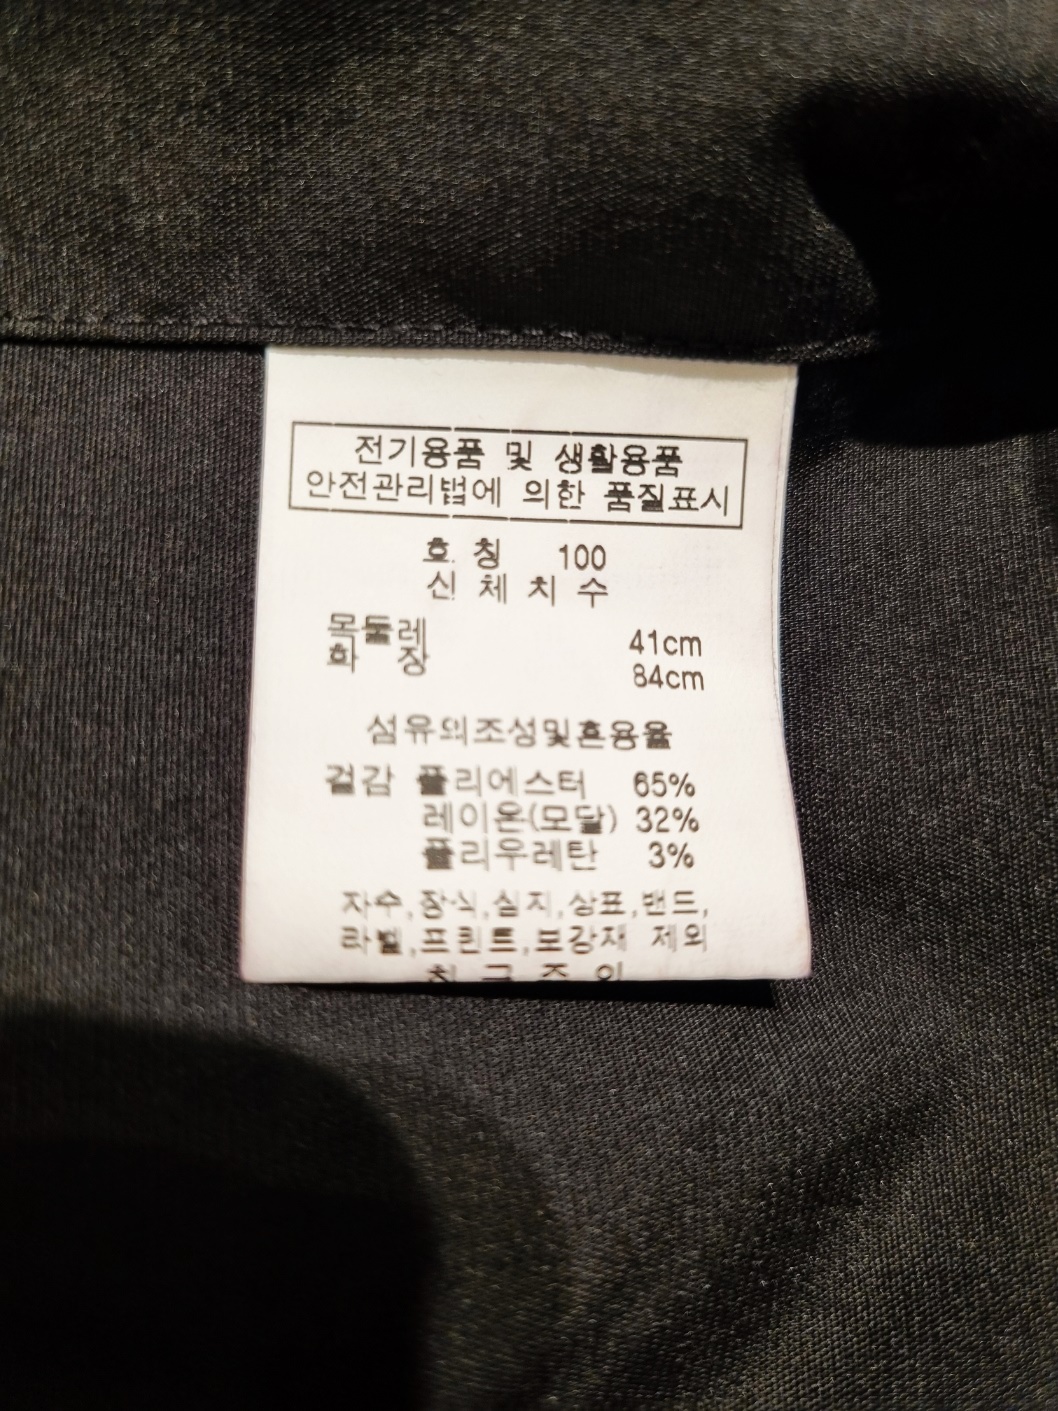 전기용품 및 생활용품
안전관리법에 의한 품질표시
호 칭 100
신 체 치 수
목둘레 41cm
화 장 84cm
섬유의조성및혼용율
겉감 폴리에스터 65%
레이온(모달) 32%
폴리우레탄 3%
자수,장식,심지,상표,밴드,
라벨,프린트,보강재 제외